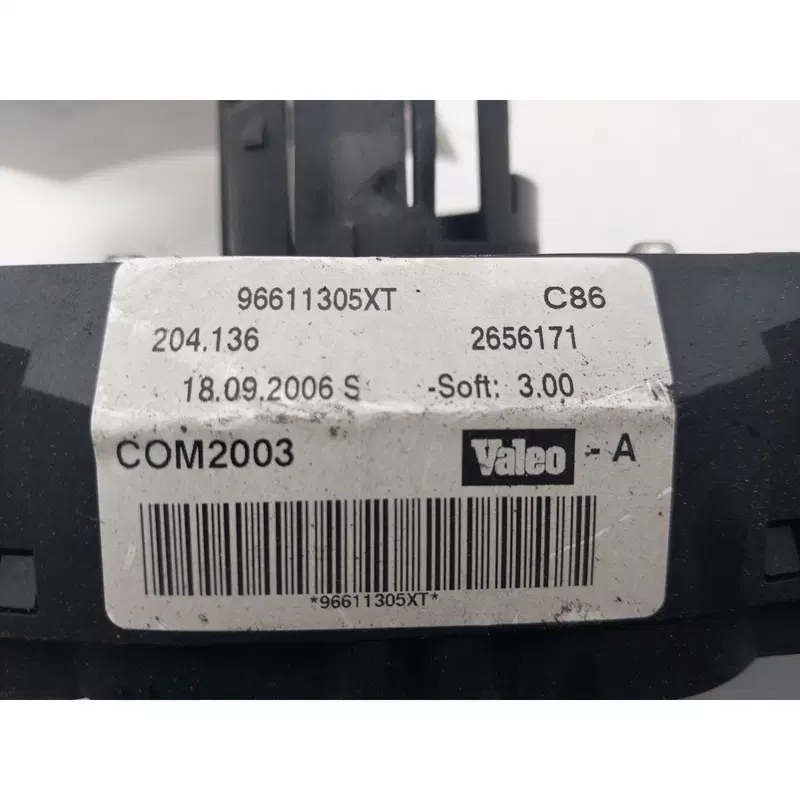 96611305XT C86
204.136 2656171
18.09.2006 S -Soft: 3.00
COM2003 Valeo - A
*96611305XT*